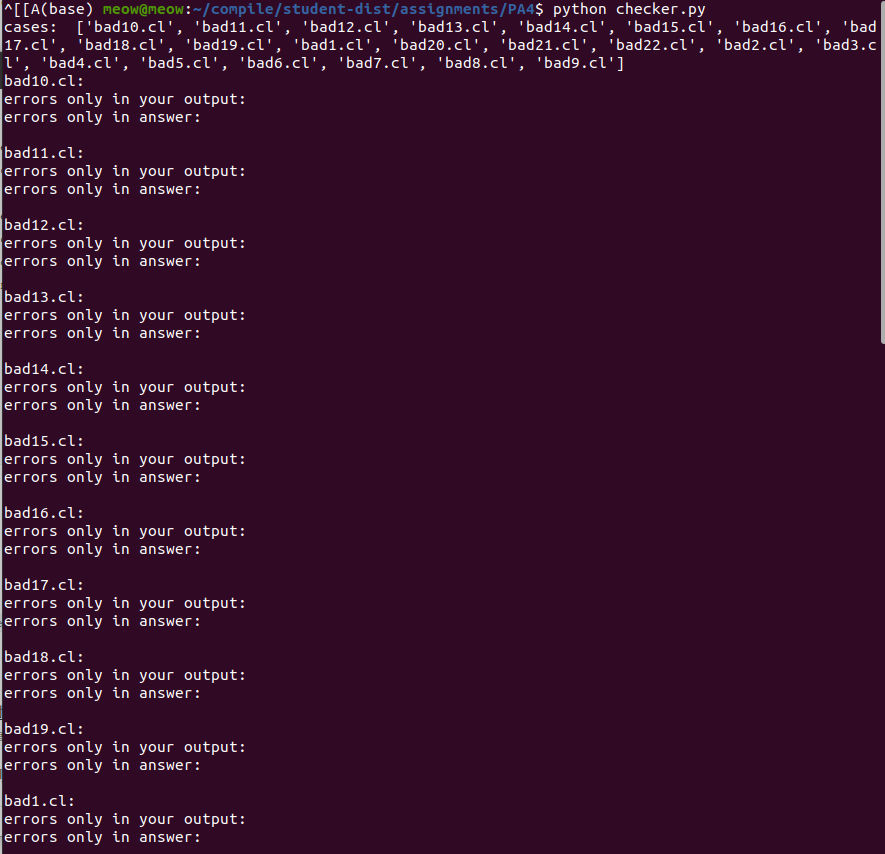 ^[[A(base) meow@meow:~/compile/student-dist/assignments/PA4$ python checker.py
cases:  ['bad10.cl', 'bad11.cl', 'bad12.cl', 'bad13.cl', 'bad14.cl', 'bad15.cl', 'bad16.cl', 'bad
17.cl', 'bad18.cl', 'bad19.cl', 'bad1.cl', 'bad20.cl', 'bad21.cl', 'bad22.cl', 'bad2.cl', 'bad3.c
l', 'bad4.cl', 'bad5.cl', 'bad6.cl', 'bad7.cl', 'bad8.cl', 'bad9.cl']
bad10.cl:
errors only in your output:
errors only in answer:

bad11.cl:
errors only in your output:
errors only in answer:

bad12.cl:
errors only in your output:
errors only in answer:

bad13.cl:
errors only in your output:
errors only in answer:

bad14.cl:
errors only in your output:
errors only in answer:

bad15.cl:
errors only in your output:
errors only in answer:

bad16.cl:
errors only in your output:
errors only in answer:

bad17.cl:
errors only in your output:
errors only in answer:

bad18.cl:
errors only in your output:
errors only in answer:

bad19.cl:
errors only in your output:
errors only in answer:

bad1.cl:
errors only in your output:
errors only in answer: